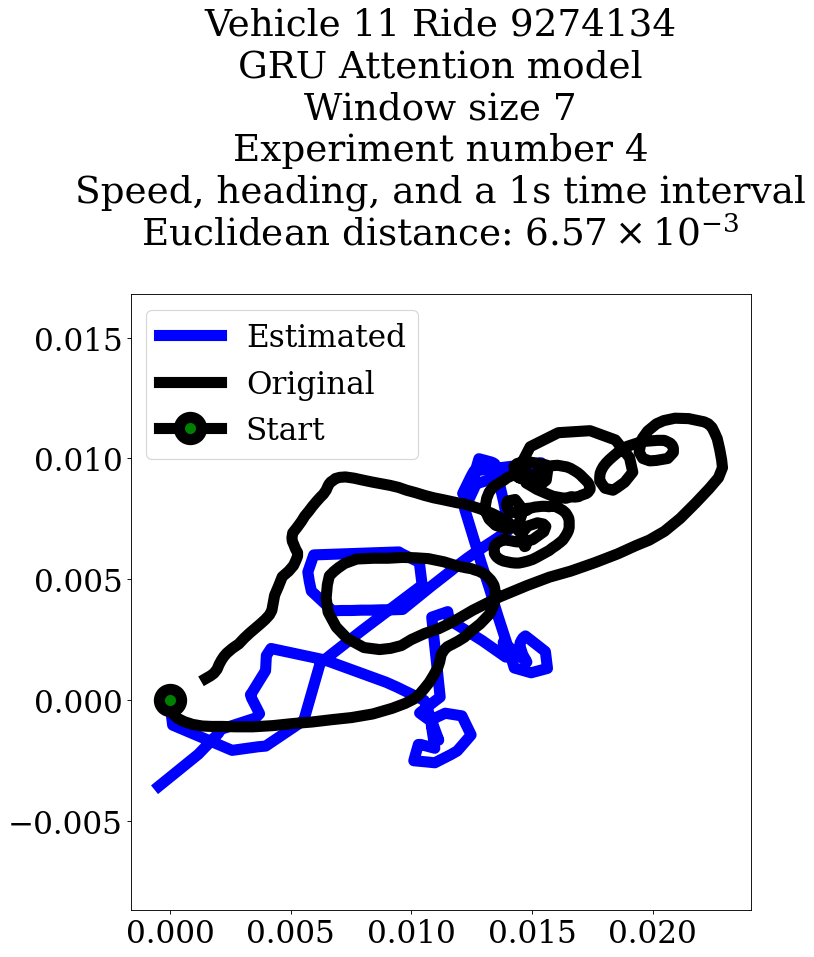 Vehicle 11 Ride 9274134
GRU Attention model
Window size 7
Experiment number 4
Speed, heading, and a 1s time interval
Euclidean distance: 6.57 × 10⁻³
Estimated
Original
Start
0.015
0.010
0.005
0.000
−0.005
0.000 0.005 0.010 0.015 0.020